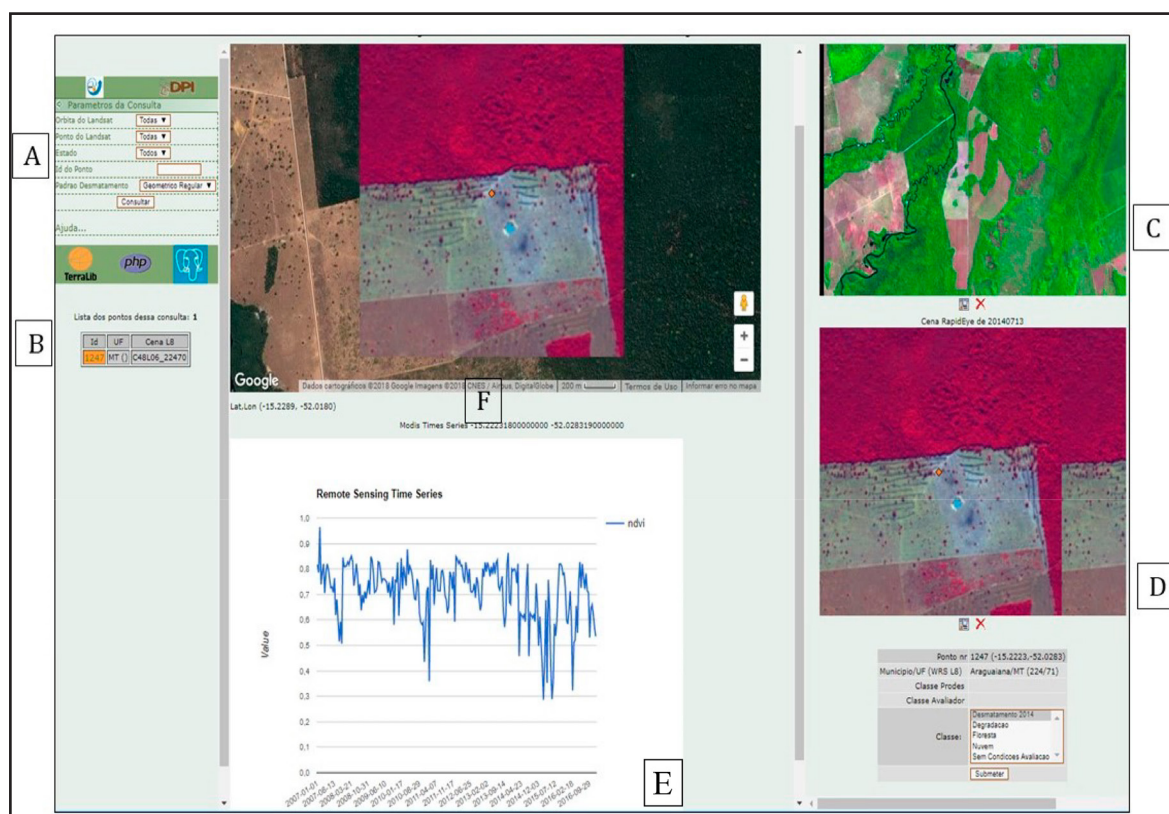 DPI
< Parametros da Consulta
Orbita do Landsat Todas ▼
Ponto do Landsat Todas ▼
A
Estado Todos ▼
Id do Ponto
Padrao Desmatamento Geometrico Regular ▼
Consultar
Ajuda...
TerraLib php
Lista dos pontos dessa consulta: 1
B
Id UF Cena L8
1247 MT () C48L06_22470
Google
Dados cartográficos ©2018 Google Imagens ©2018 CNES / Airbus, DigitalGlobe 200 m Termos de Uso Informar erro no mapa
F
Lat,Lon (-15.2289, -52.0180)
Modis Times Series -15.22231800000000 -52.0283190000000
Remote Sensing Time Series
ndvi
1,0
0,9
0,8
0,7
0,6
0,5
0,4
0,3
0,2
0,1
0,0
Value
2007-01-01
2007-06-13
2008-03-21
2008-10-31
2009-06-10
2010-01-17
2010-08-29
2011-04-07
2011-11-17
2012-06-25
2013-02-02
2013-09-14
2014-04-23
2014-12-03
2015-07-12
2016-02-18
2016-09-29
E
C
Cena RapidEye de 20140713
D
Ponto nr 1247 (-15.2223,-52.0283)
Município/UF (WRS L8) Araguaiana/MT (224/71)
Classe Prodes
Classe Avaliador
Classe:
Desmatamento 2014
Degradacao
Floresta
Nuvem
Sem Condicoes Avaliacao
Submeter